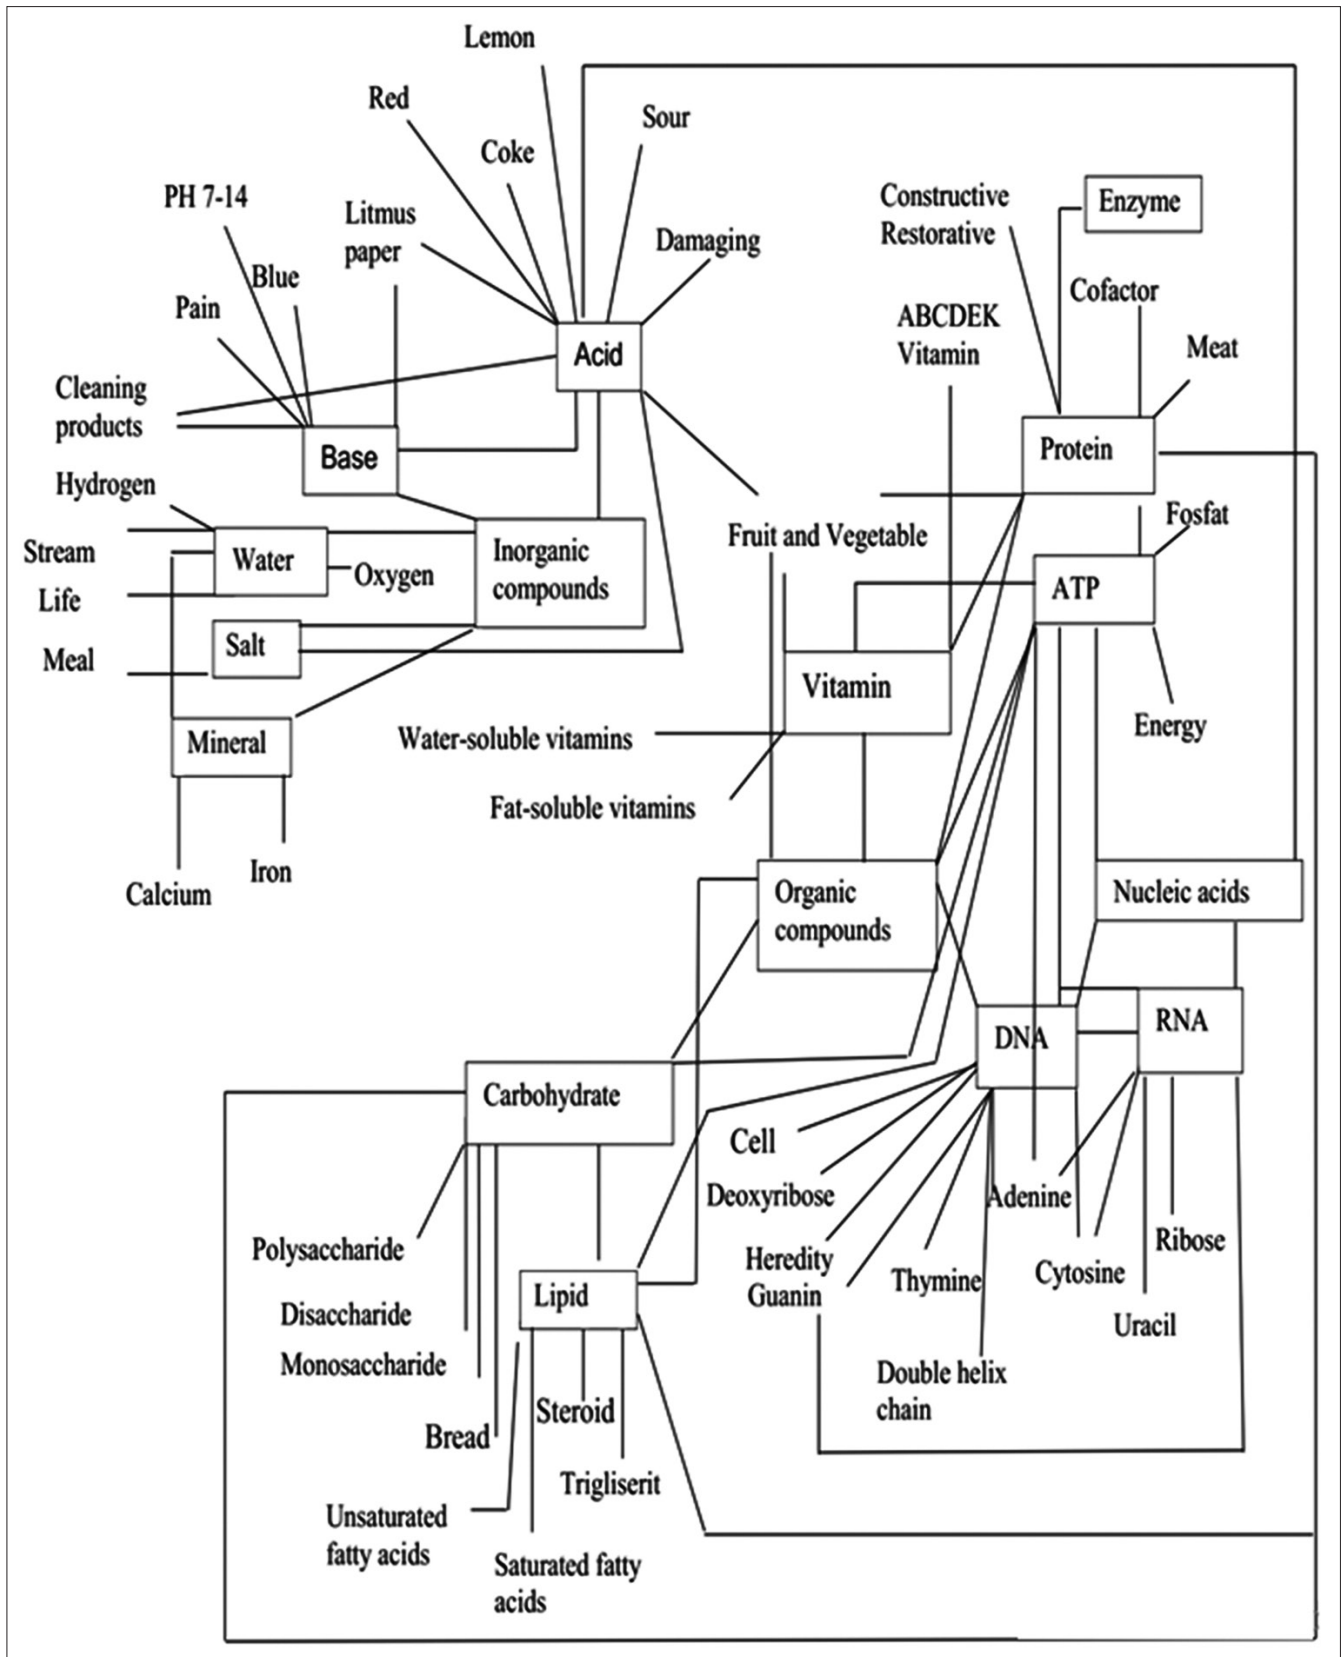 Lemon
Red
Sour
Coke
PH 7-14
Litmus
paper
Constructive
Restorative
Enzyme
Damaging
Blue
Cofactor
Pain
ABCDEK
Vitamin
Meat
Acid
Cleaning
products
Base
Protein
Hydrogen
Fosfat
Fruit and Vegetable
Stream
Water
Inorganic
compounds
Oxygen
ATP
Life
Salt
Meal
Vitamin
Energy
Mineral
Water-soluble vitamins
Fat-soluble vitamins
Iron
Calcium
Organic
compounds
Nucleic acids
DNA
RNA
Carbohydrate
Cell
Deoxyribose
Adenine
Polysaccharide
Heredity
Guanin
Thymine
Cytosine
Ribose
Lipid
Disaccharide
Uracil
Monosaccharide
Double helix
chain
Steroid
Bread
Trigliserit
Unsaturated
fatty acids
Saturated fatty
acids